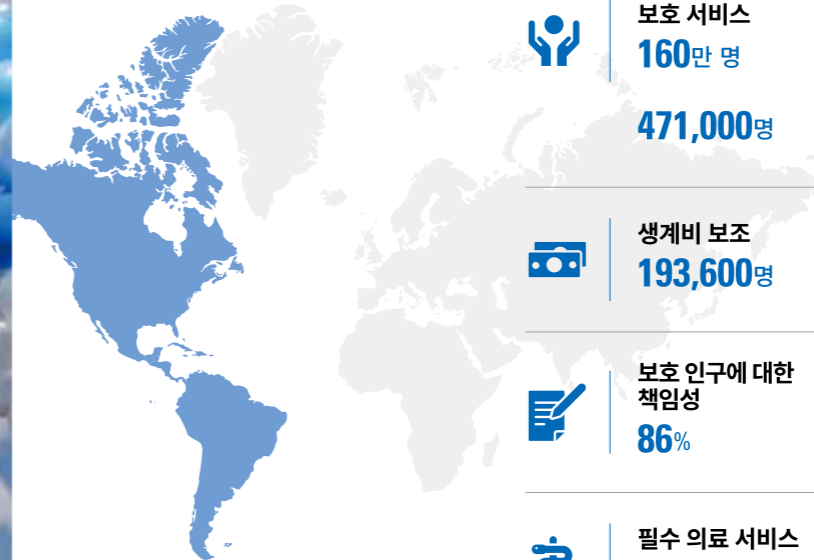 보호 서비스
160만 명
471,000명
생계비 보조
193,600명
보호 인구에 대한
책임성
86%
필수 의료 서비스